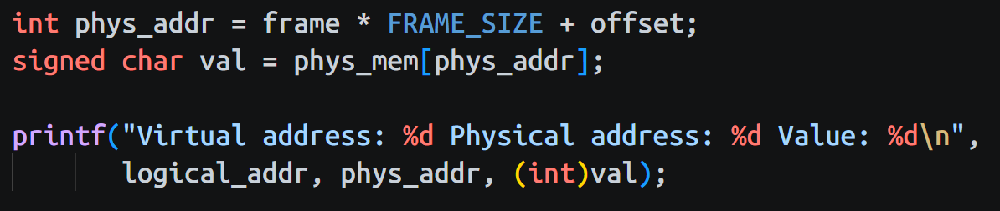 int phys_addr = frame * FRAME_SIZE + offset;
signed char val = phys_mem[phys_addr];
printf("Virtual address: %d Physical address: %d Value: %d\n",
logical_addr, phys_addr, (int)val);